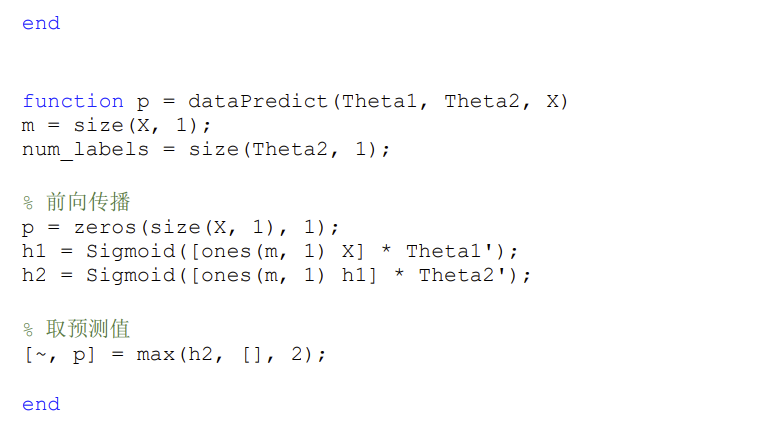 end
function p = dataPredict(Theta1, Theta2, X)
m = size(X, 1);
num_labels = size(Theta2, 1);
% 前向传播
p = zeros(size(X, 1), 1);
h1 = Sigmoid([ones(m, 1) X] * Theta1');
h2 = Sigmoid([ones(m, 1) h1] * Theta2');
% 取预测值
[~, p] = max(h2, [], 2);
end